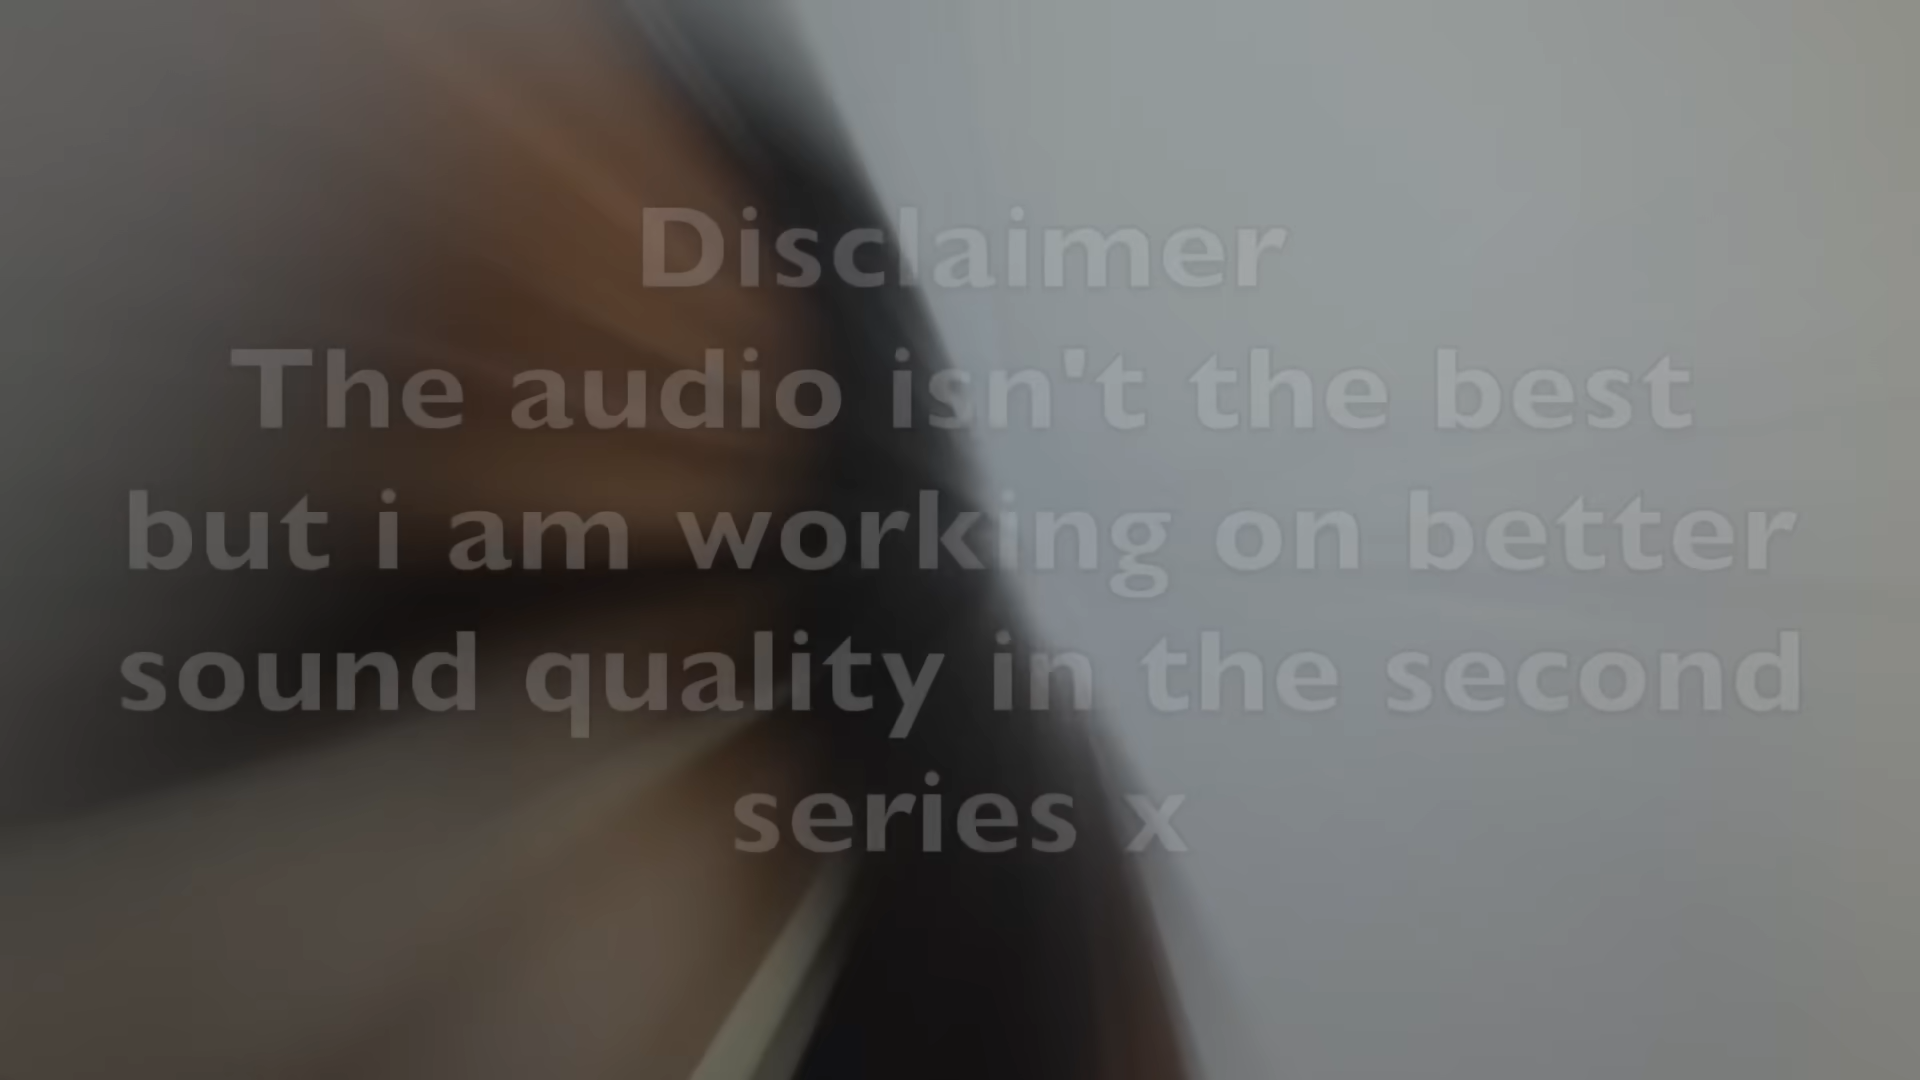 Disclaimer
The audio isn't the best
but i am working on better
sound quality in the second
series x